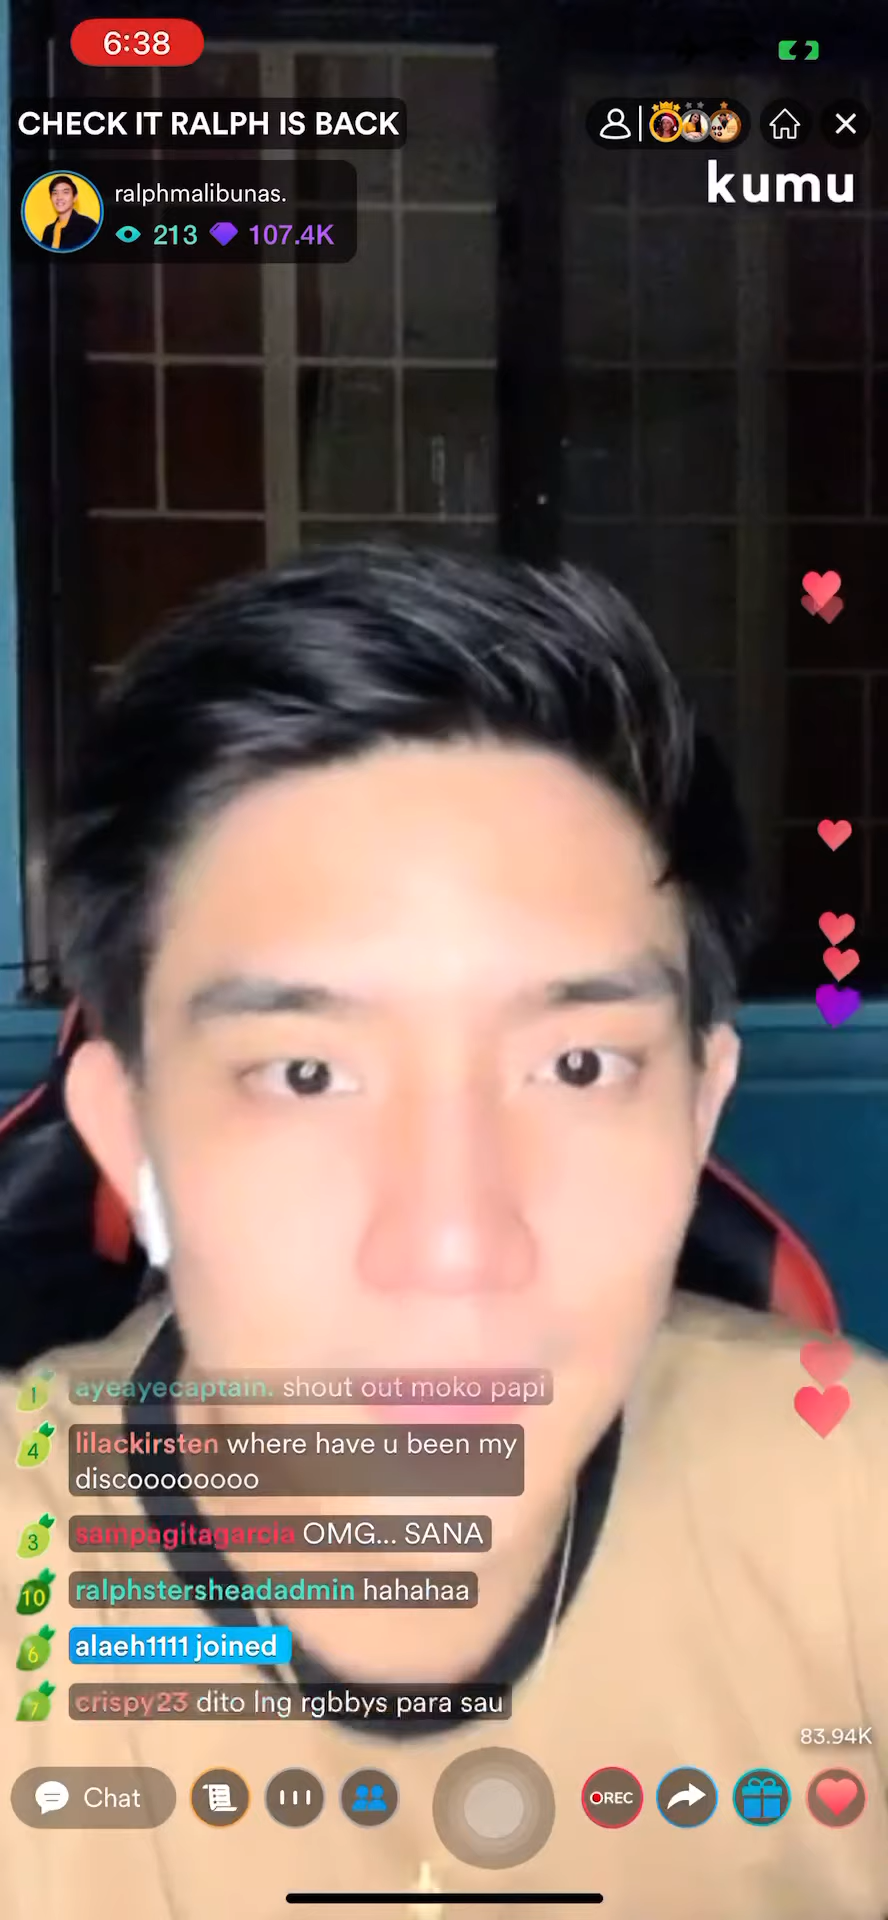 6:38
CHECK IT RALPH IS BACK
kumu
ralphmalibunas.
213 107.4K
1 ayeayecaptain. shout out moko papi
4 lilackirsten where have u been my
discoooooooo
3 sampagitagarcia OMG... SANA
10 ralphstersheadadmin hahahaa
6 alaeh1111 joined
7 crispy23 dito lng rgbbys para sau
83.94K
Chat
REC